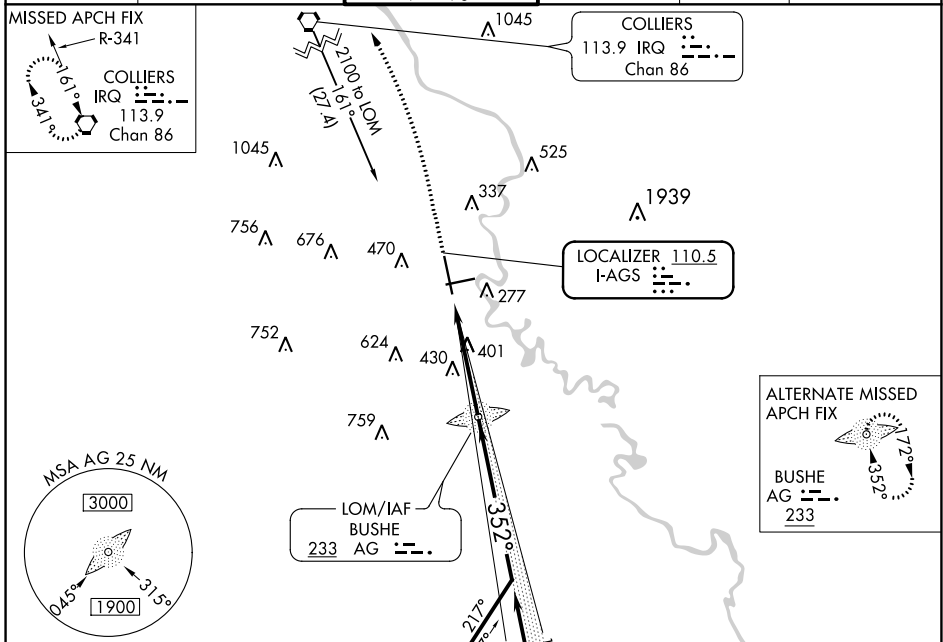 MISSED APCH FIX
R-341
161°
341°
COLLIERS
IRQ
113.9
Chan 86
2100 to LOM
161°
(27.4)
1045
COLLIERS
113.9 IRQ
Chan 86
1045
525
337
1939
756
676
470
LOCALIZER 110.5
I-AGS
277
752
624
430
401
759
ALTERNATE MISSED
APCH FIX
172°
352°
BUSHE
AG
233
MSA AG 25 NM
3000
045°
315°
1900
LOM/IAF
BUSHE
233 AG
352°
217°